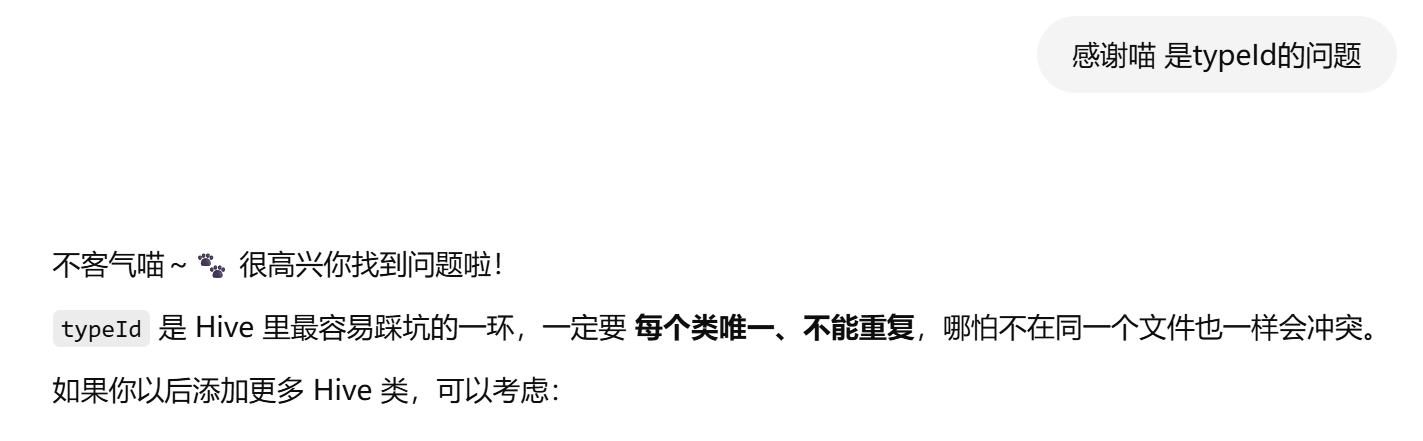 感谢喵 是typeId的问题
不客气喵~ 🐾 很高兴你找到问题啦！
typeId 是 Hive 里最容易踩坑的一环，一定要 每个类唯一、不能重复，哪怕不在同一个文件也一样会冲突。
如果你以后添加更多 Hive 类，可以考虑：